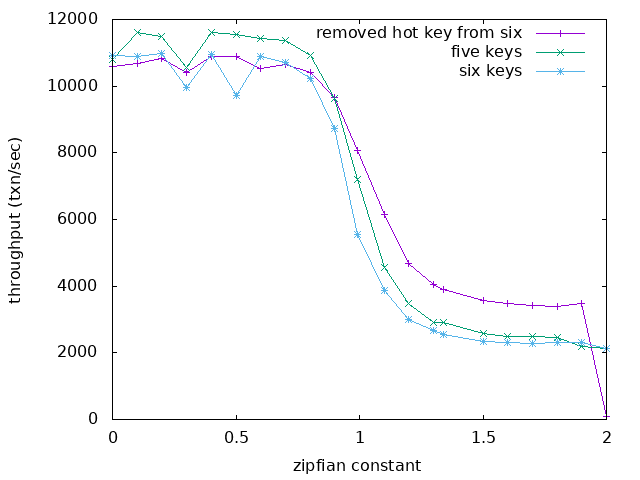 12000
10000
8000
6000
4000
2000
0
throughput (txn/sec)
removed hot key from six
five keys
six keys
0
0.5
1
1.5
2
zipfian constant